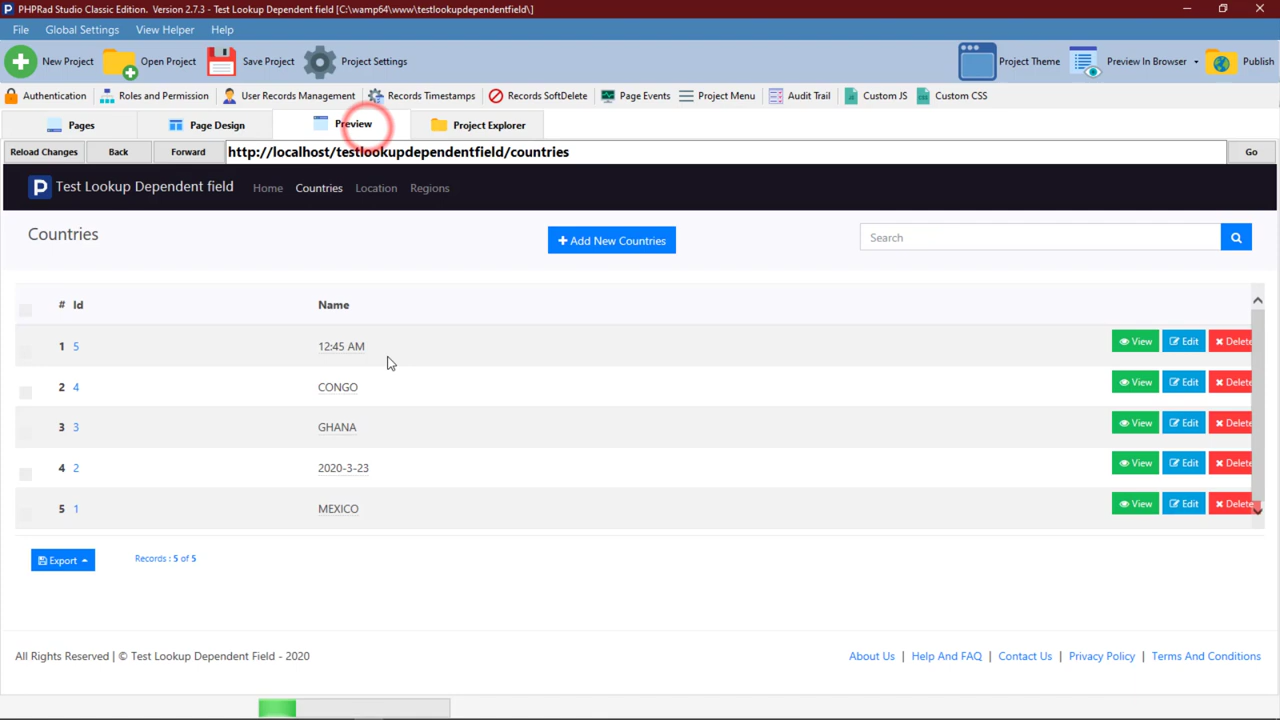 PHPRad Studio Classic Edition. Version 2.7.3 - Test Lookup Dependent field [C:\wamp64\www\testlookupdependentfield\]
File Global Settings View Helper Help
New Project Open Project Save Project Project Settings Project Theme Preview In Browser Publish
Authentication Roles and Permission User Records Management Records Timestamps Records SoftDelete Page Events Project Menu Audit Trail Custom JS Custom CSS
Pages Page Design Preview Project Explorer
Reload Changes Back Forward http://localhost/testlookupdependentfield/countries Go
P Test Lookup Dependent field Home Countries Location Regions
Countries + Add New Countries Search
# Id Name
1 5 12:45 AM View Edit Delete
2 4 CONGO View Edit Delete
3 3 GHANA View Edit Delete
4 2 2020-3-23 View Edit Delete
5 1 MEXICO View Edit Delete
Export Records : 5 of 5
All Rights Reserved | © Test Lookup Dependent Field - 2020 About Us | Help And FAQ | Contact Us | Privacy Policy | Terms And Conditions